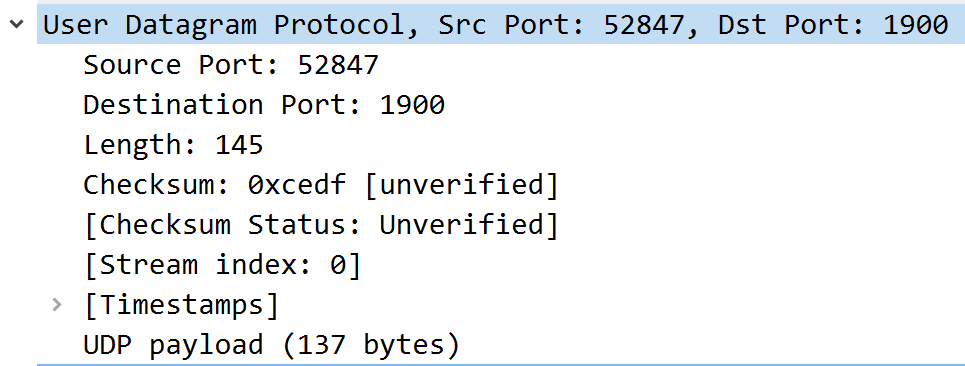 User Datagram Protocol, Src Port: 52847, Dst Port: 1900
Source Port: 52847
Destination Port: 1900
Length: 145
Checksum: 0xcedf [unverified]
[Checksum Status: Unverified]
[Stream index: 0]
[Timestamps]
UDP payload (137 bytes)